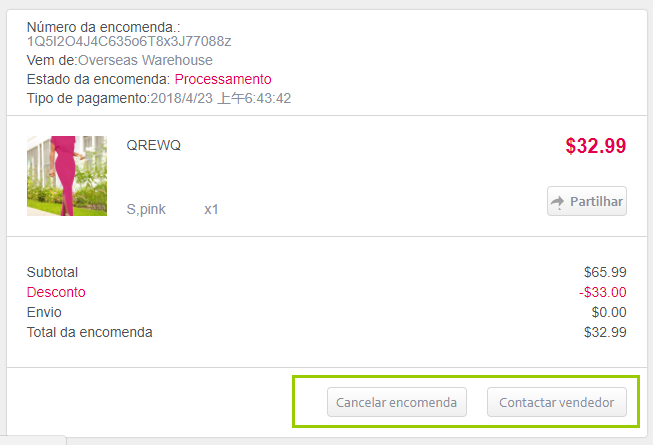 Número da encomenda.:
1Q5I2O4J4C635o6T8x3J77088z
Vem de:Overseas Warehouse
Estado da encomenda: Processamento
Tipo de pagamento:2018/4/23 上午6:43:42
QREWQ
$32.99
S,pink x1
Partilhar
Subtotal $65.99
Desconto -$33.00
Envio $0.00
Total da encomenda $32.99
Cancelar encomenda Contactar vendedor